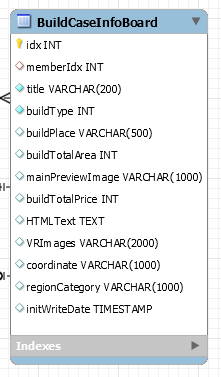 BuildCaseInfoBoard
idx INT
memberIdx INT
title VARCHAR(200)
buildType INT
buildPlace VARCHAR(500)
buildTotalArea INT
mainPreviewImage VARCHAR(1000)
buildTotalPrice INT
HTMLText TEXT
VRImages VARCHAR(2000)
coordinate VARCHAR(1000)
regionCategory VARCHAR(1000)
initWriteDate TIMESTAMP
Indexes